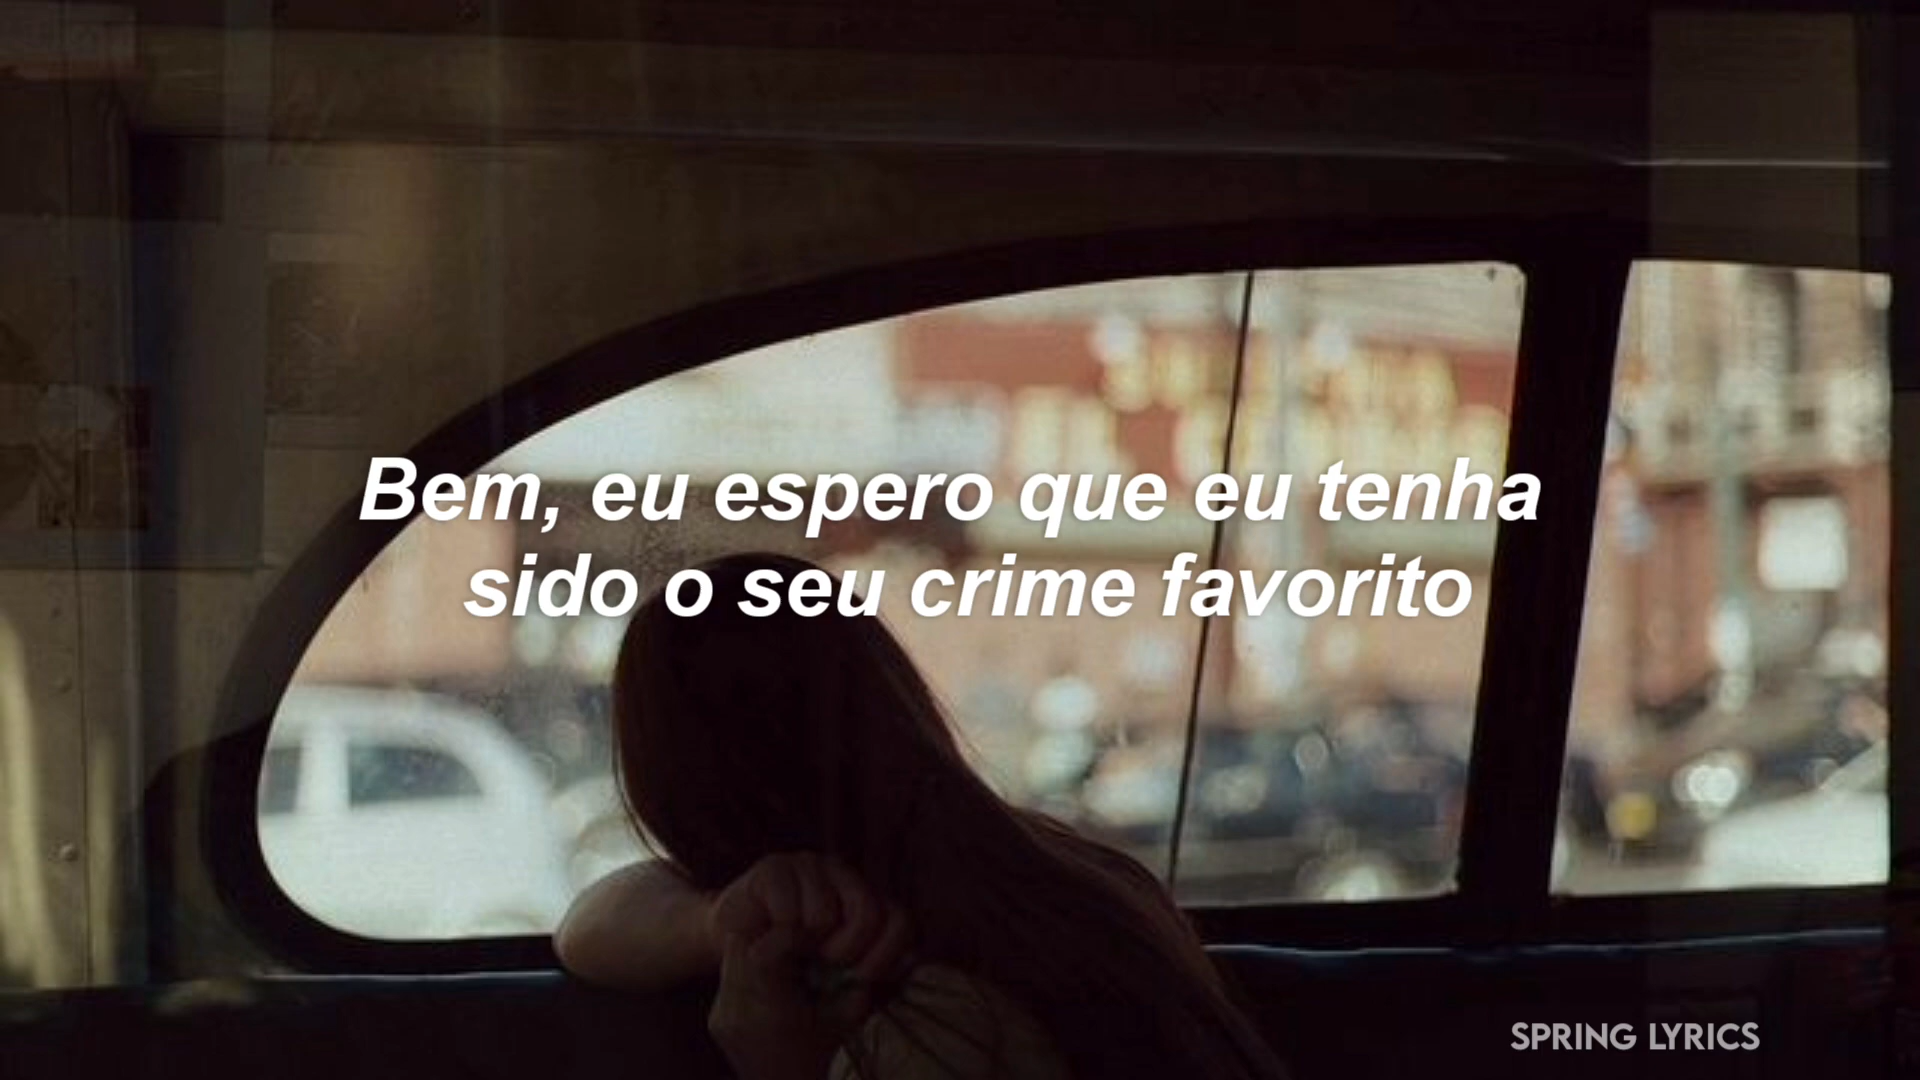 Bem, eu espero que eu tenha
sido o seu crime favorito
SPRING LYRICS